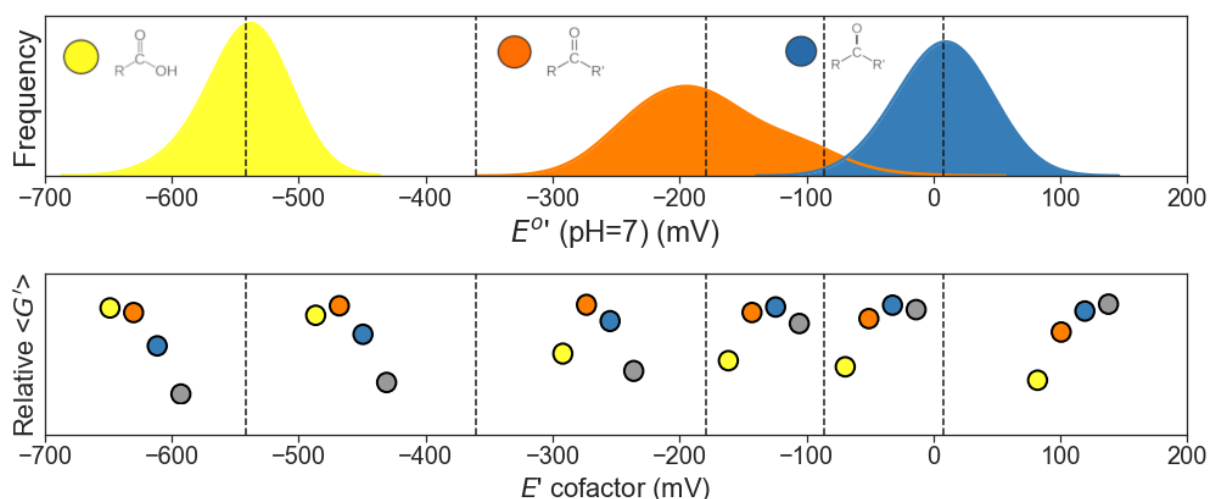 Frequency
O
R C OH
O
R C R'
O
R C R'
−700 −600 −500 −400 −300 −200 −100 0 100 200
E°' (pH=7) (mV)
Relative <G'>
−700 −600 −500 −400 −300 −200 −100 0 100 200
E' cofactor (mV)